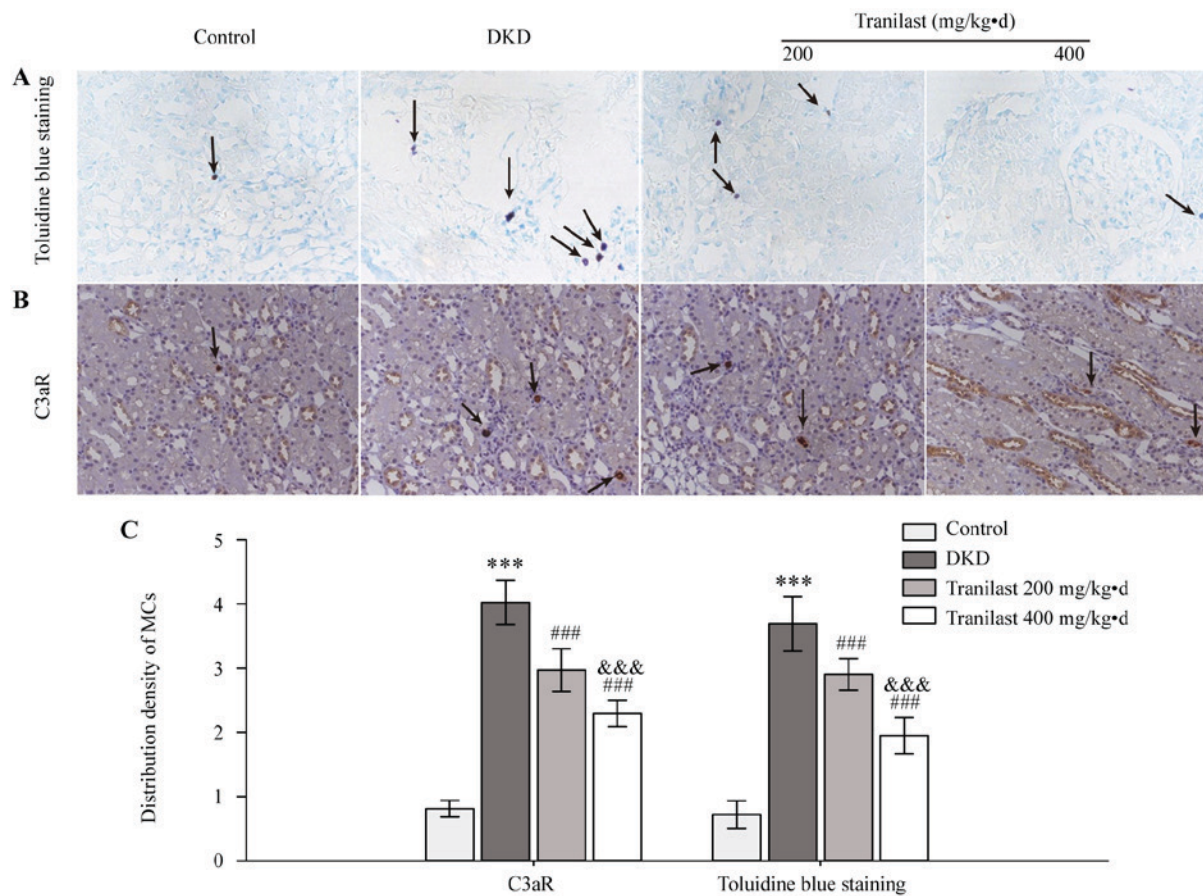 Control
DKD
Tranilast (mg/kg•d)
200
400
A
Toluidine blue staining
B
C3aR
C
Distribution density of MCs
5
4
3
2
1
0
***
###
&&&
###
***
###
&&&
###
Control
DKD
Tranilast 200 mg/kg•d
Tranilast 400 mg/kg•d
C3aR
Toluidine blue staining